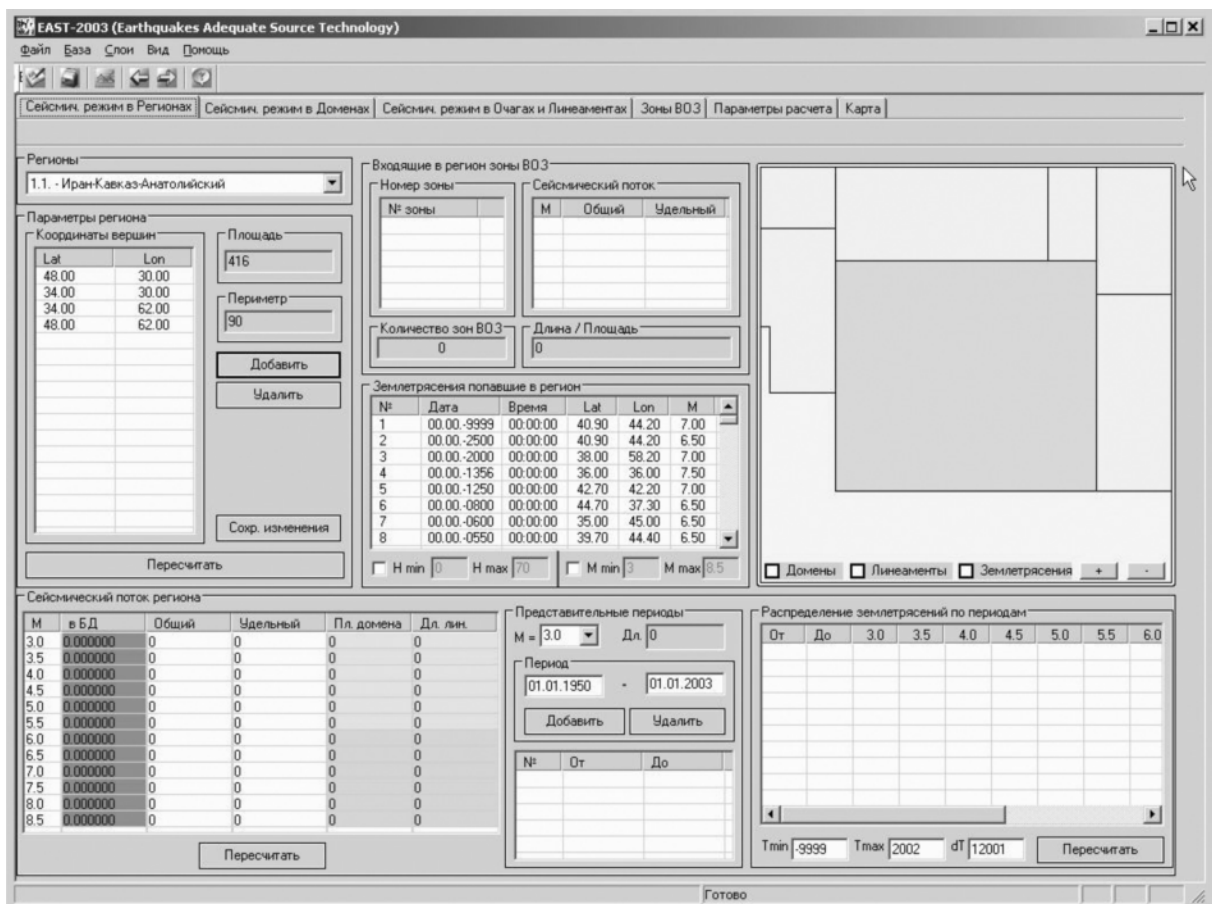 EAST-2003 (Earthquakes Adequate Source Technology)
Файл База Слои Вид Помощь
Сейсмич. режим в Регионах Сейсмич. режим в Доменах Сейсмич. режим в Очагах и Линеаментах Зоны ВОЗ Параметры расчета Карта
Регионы
1.1. - Иран-Кавказ-Анатолийский
Параметры региона
Координаты вершин
Lat Lon
48.00 30.00
34.00 30.00
34.00 62.00
48.00 62.00
Площадь
416
Периметр
90
Добавить
Удалить
Сохр. изменения
Пересчитать
Входящие в регион зоны ВОЗ
Номер зоны
№ зоны
Сейсмический поток
М Общий Удельный
Количество зон ВОЗ
0
Длина / Площадь
0
Землетрясения попавшие в регион
№ Дата Время Lat Lon M
1 00.00.-9999 00:00:00 40.90 44.20 7.00
2 00.00.-2500 00:00:00 40.90 44.20 6.50
3 00.00.-2000 00:00:00 38.00 58.20 7.00
4 00.00.-1356 00:00:00 36.00 36.00 7.50
5 00.00.-1250 00:00:00 42.70 42.20 7.00
6 00.00.-0800 00:00:00 44.70 37.30 6.50
7 00.00.-0600 00:00:00 35.00 45.00 6.50
8 00.00.-0550 00:00:00 39.70 44.40 6.50
H min 0 H max 70 M min 3 M max 8.5
Домены Линеаменты Землетрясения + -
Сейсмический поток региона
М в БД Общий Удельный Пл. домена Дл. лин.
3.0 0.000000 0 0 0 0
3.5 0.000000 0 0 0 0
4.0 0.000000 0 0 0 0
4.5 0.000000 0 0 0 0
5.0 0.000000 0 0 0 0
5.5 0.000000 0 0 0 0
6.0 0.000000 0 0 0 0
6.5 0.000000 0 0 0 0
7.0 0.000000 0 0 0 0
7.5 0.000000 0 0 0 0
8.0 0.000000 0 0 0 0
8.5 0.000000 0 0 0 0
Пересчитать
Представительные периоды
М = 3.0 Дл. 0
Период
01.01.1950 - 01.01.2003
Добавить Удалить
№ От До
Распределение землетрясений по периодам
От До 3.0 3.5 4.0 4.5 5.0 5.5 6.0
Tmin -9999 Tmax 2002 dT 12001 Пересчитать
Готово